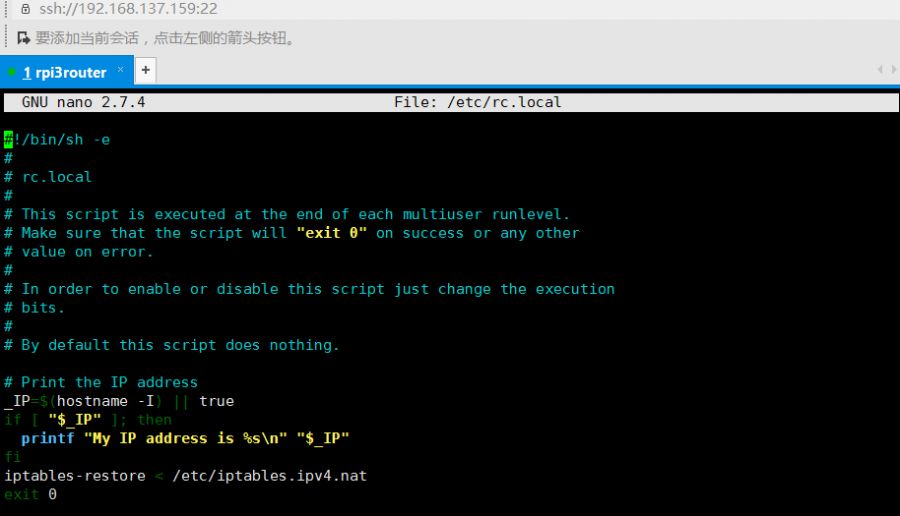 ssh://192.168.137.159:22
要添加当前会话，点击左侧的箭头按钮。
1 rpi3router × +
GNU nano 2.7.4 File: /etc/rc.local
#!/bin/sh -e
#
# rc.local
#
# This script is executed at the end of each multiuser runlevel.
# Make sure that the script will "exit 0" on success or any other
# value on error.
#
# In order to enable or disable this script just change the execution
# bits.
#
# By default this script does nothing.
# Print the IP address
_IP=$(hostname -I) || true
if [ "$_IP" ]; then
  printf "My IP address is %s\n" "$_IP"
fi
iptables-restore < /etc/iptables.ipv4.nat
exit 0